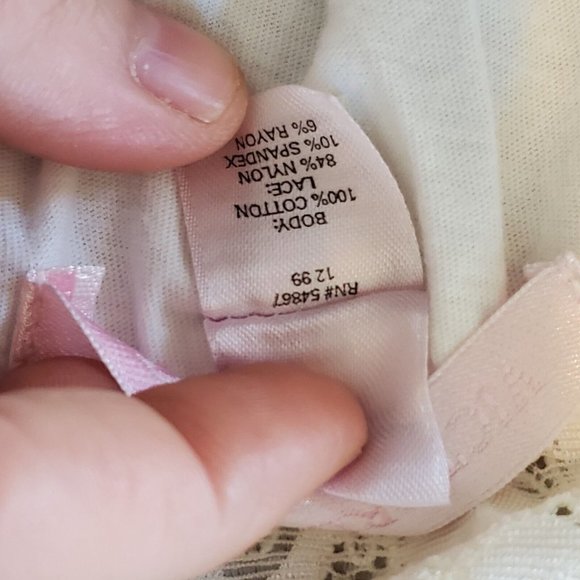 RN#54867
12 99
BODY:
100% COTTON
LACE:
84% NYLON
10% SPANDEX
6% RAYON